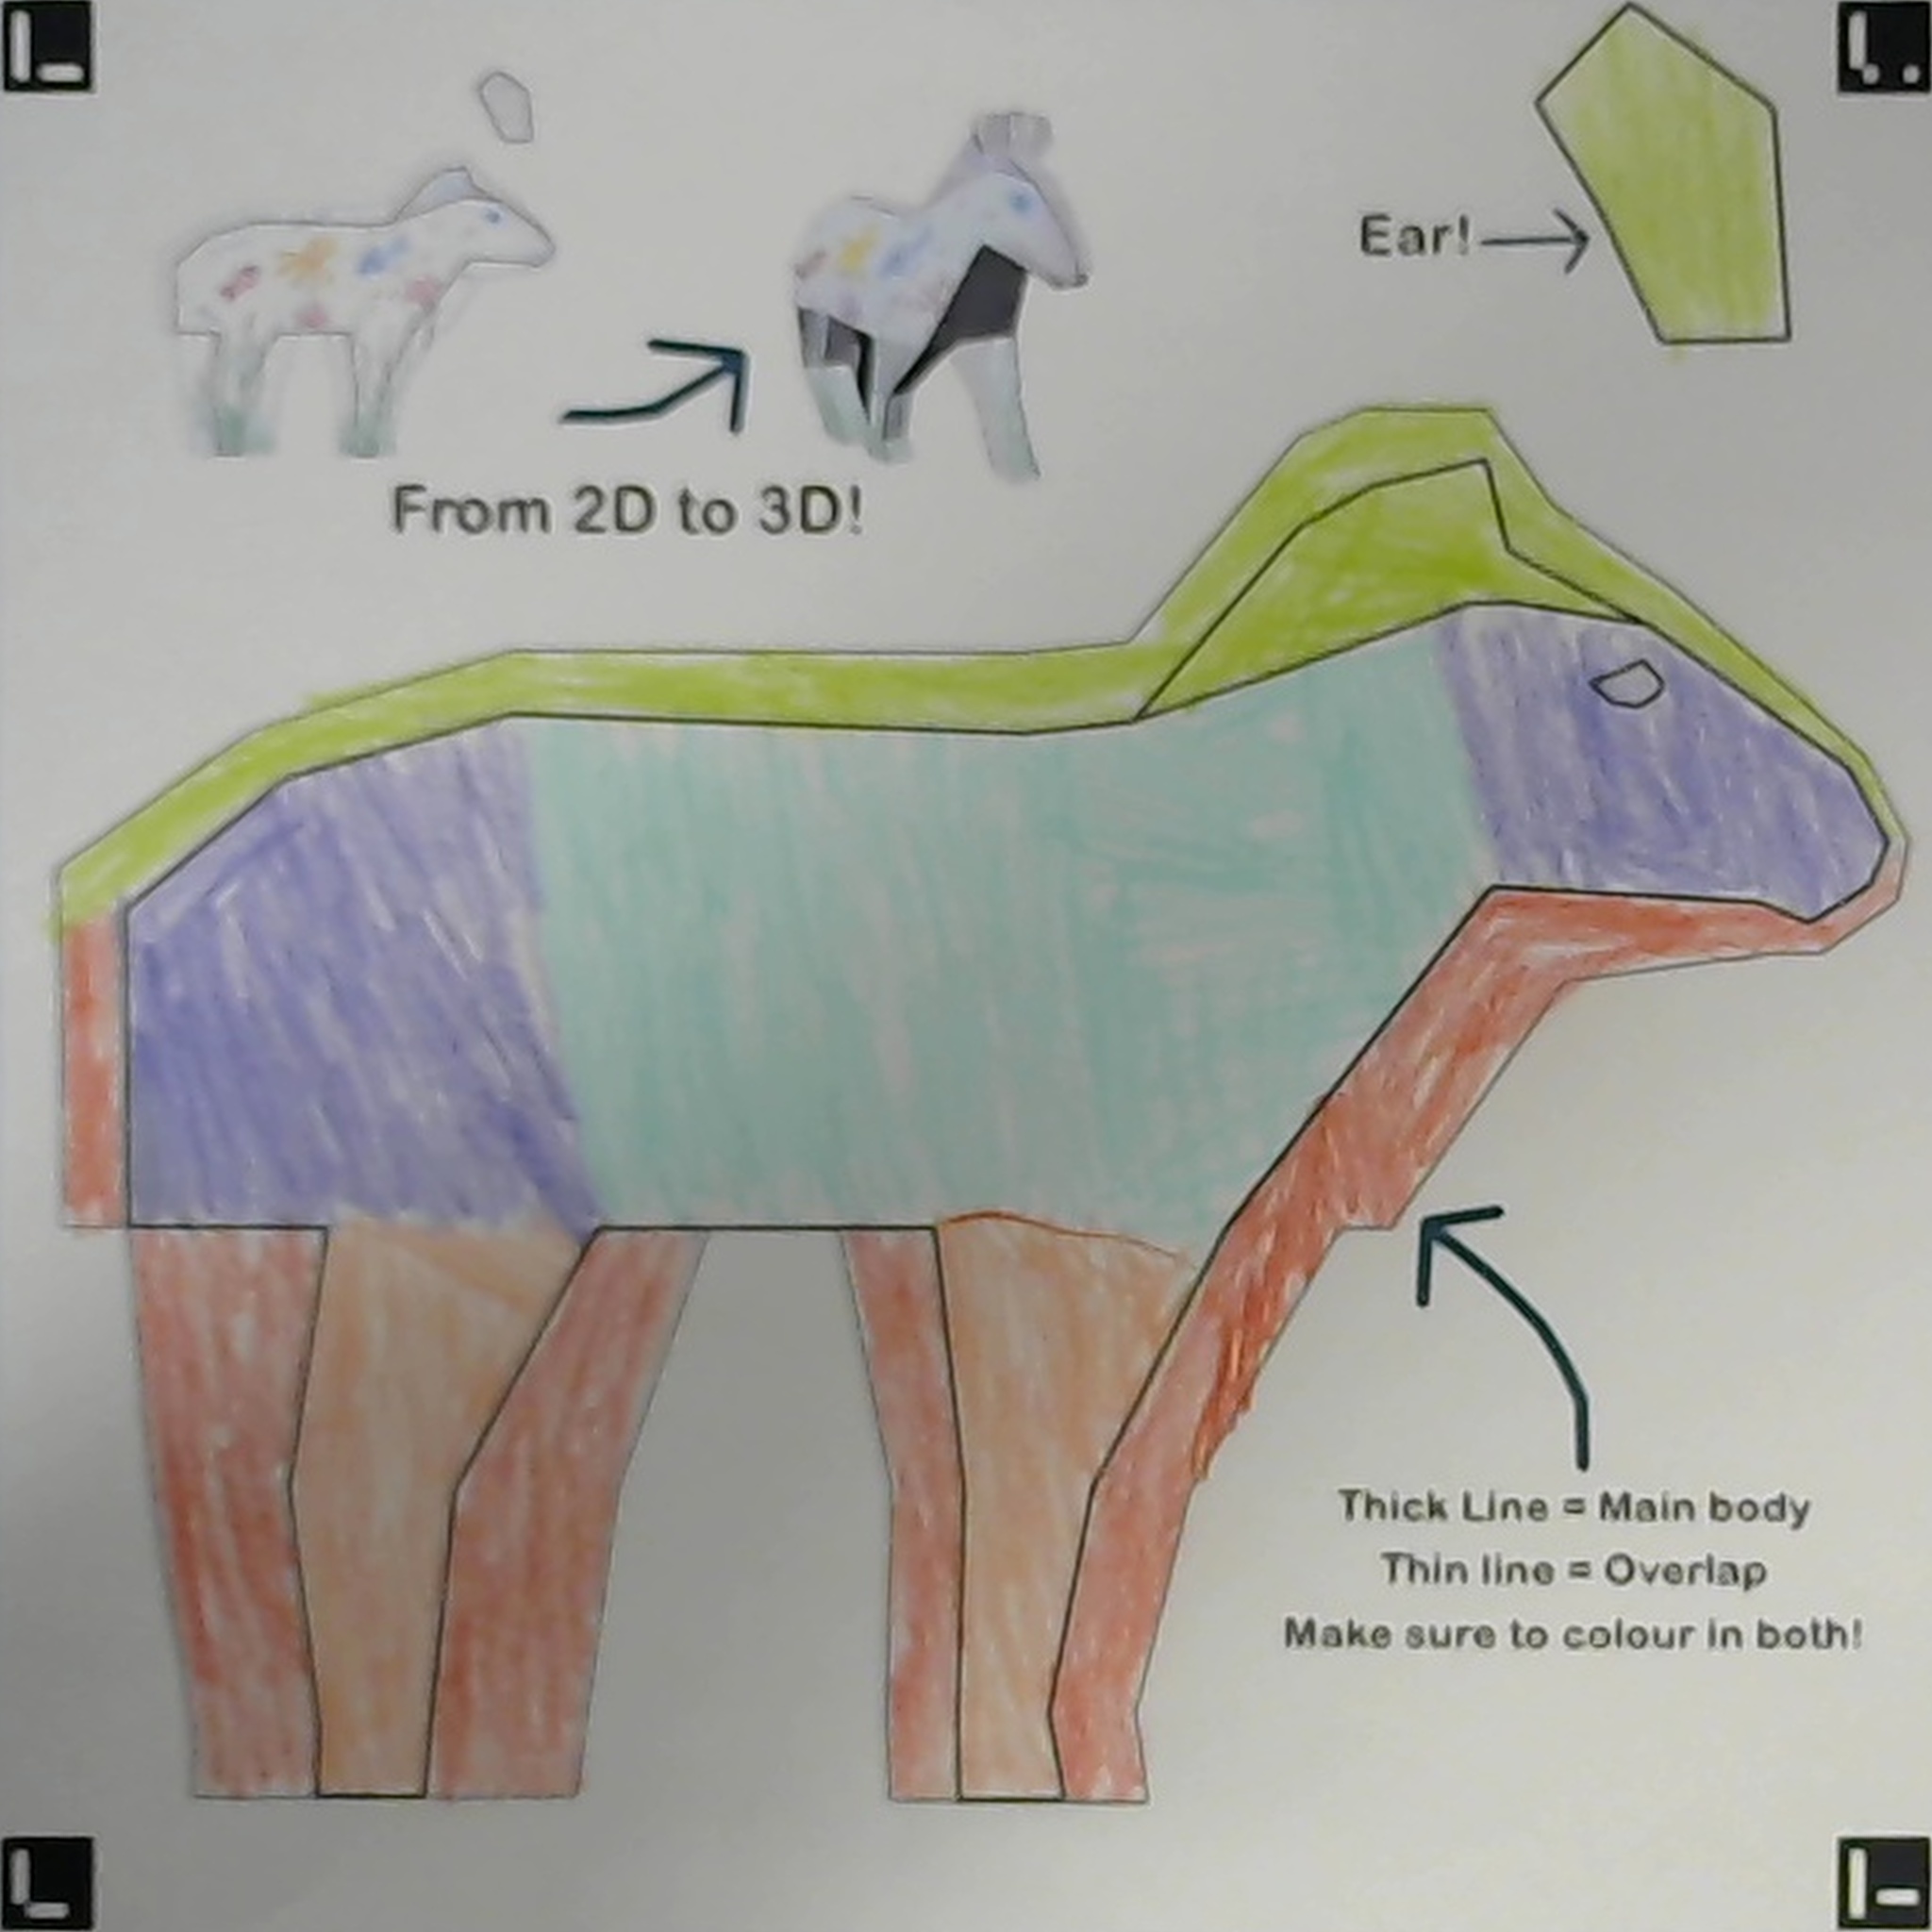 Ear!
From 2D to 3D!
Thick Line = Main body
Thin line = Overlap
Make sure to colour in both!